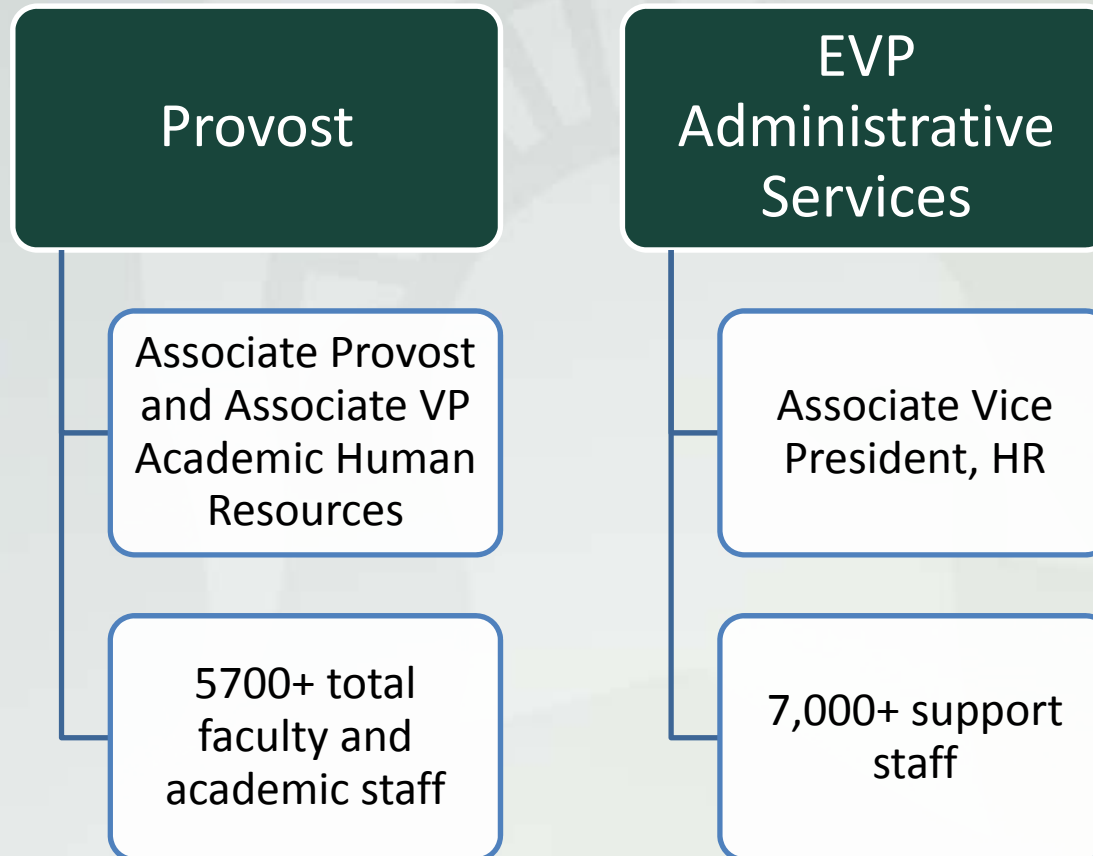 Provost
Associate Provost
and Associate VP
Academic Human
Resources
5700+ total
faculty and
academic staff
EVP
Administrative
Services
Associate Vice
President, HR
7,000+ support
staff